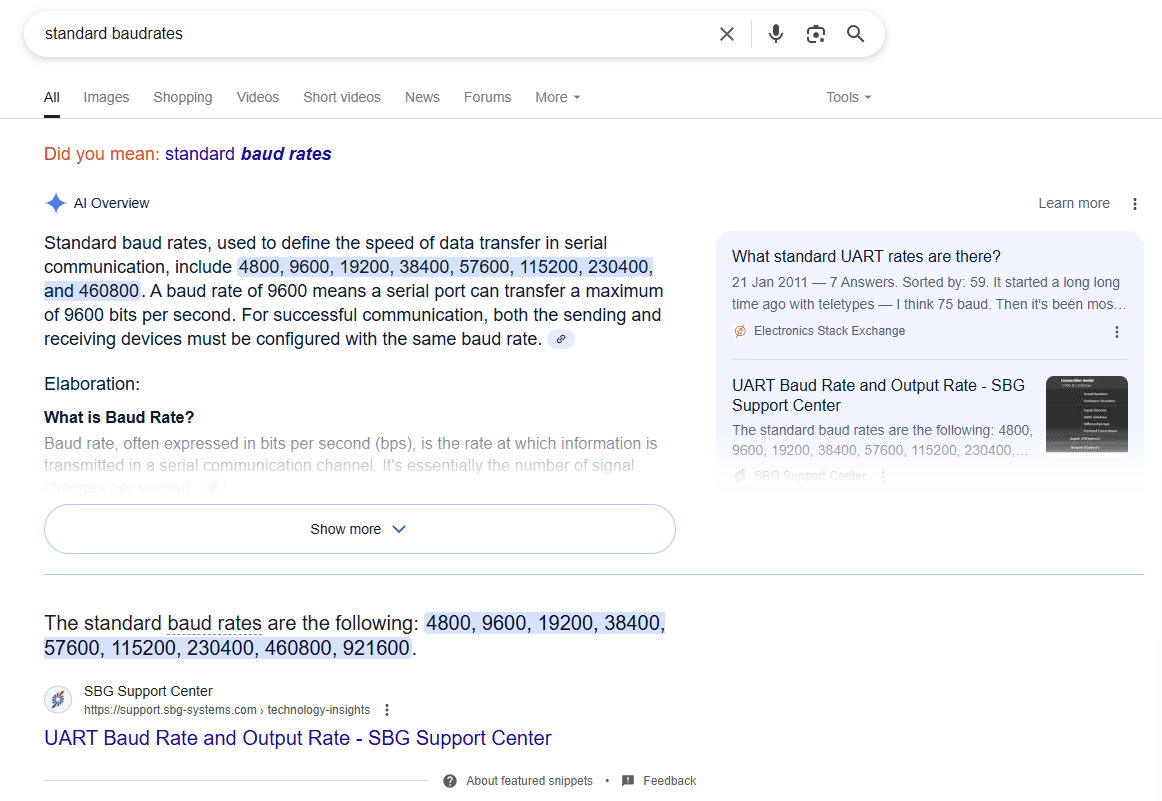 standard baudrates
All Images Shopping Videos Short videos News Forums More Tools
Did you mean: standard baud rates
AI Overview
Learn more
Standard baud rates, used to define the speed of data transfer in serial
communication, include 4800, 9600, 19200, 38400, 57600, 115200, 230400,
and 460800. A baud rate of 9600 means a serial port can transfer a maximum
of 9600 bits per second. For successful communication, both the sending and
receiving devices must be configured with the same baud rate.
Elaboration:
What is Baud Rate?
Baud rate, often expressed in bits per second (bps), is the rate at which information is
transmitted in a serial communication channel. It's essentially the number of signal
changes per second.
Show more
What standard UART rates are there?
21 Jan 2011 — 7 Answers. Sorted by: 59. It started a long long
time ago with teletypes — I think 75 baud. Then it's been mos…
Electronics Stack Exchange
UART Baud Rate and Output Rate - SBG
Support Center
The standard baud rates are the following: 4800,
9600, 19200, 38400, 57600, 115200, 230400,…
SBG Support Center
The standard baud rates are the following: 4800, 9600, 19200, 38400,
57600, 115200, 230400, 460800, 921600.
SBG Support Center
https://support.sbg-systems.com › technology-insights
UART Baud Rate and Output Rate - SBG Support Center
About featured snippets • Feedback